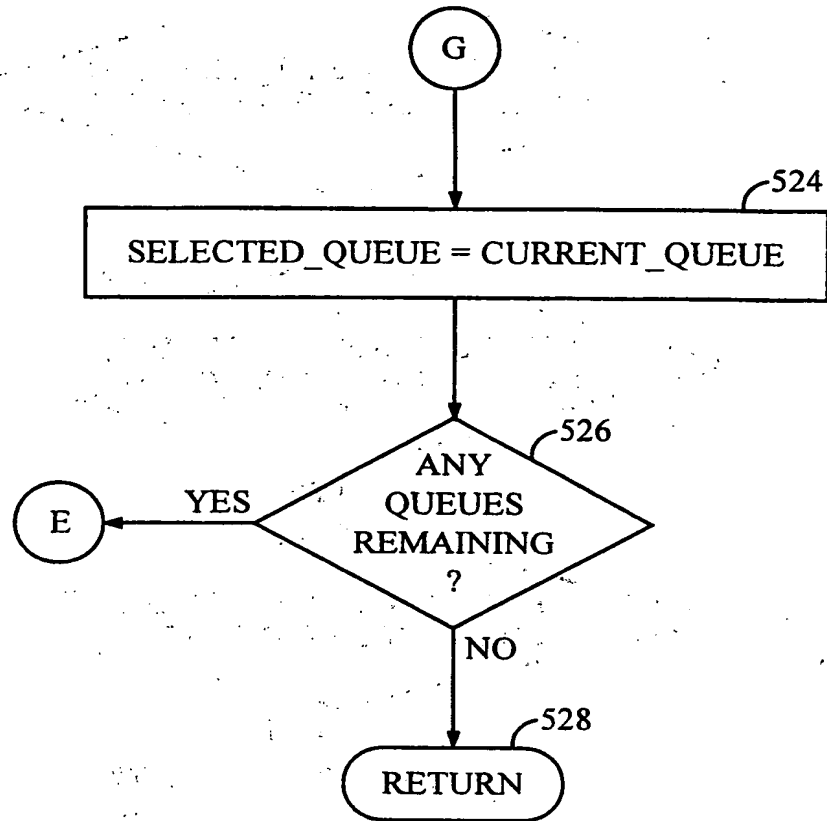 G
524
SELECTED_QUEUE = CURRENT_QUEUE
526
ANY
QUEUES
REMAINING
?
YES
E
NO
528
RETURN